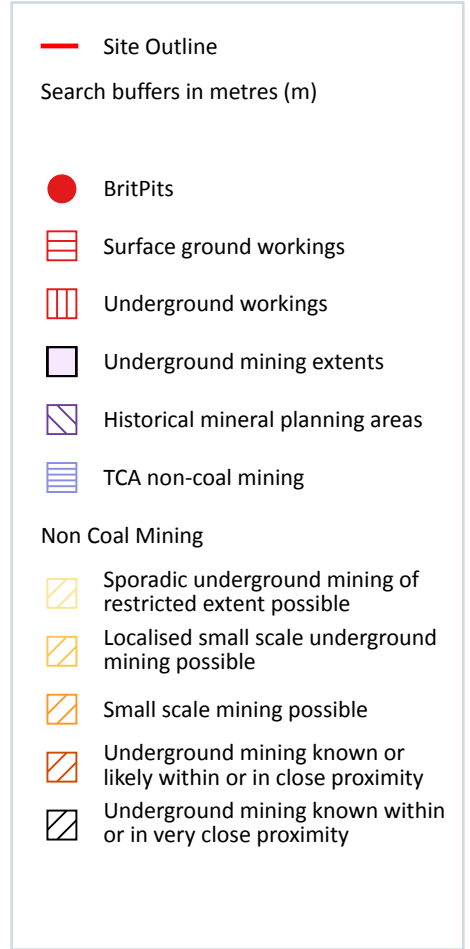 Site Outline
Search buffers in metres (m)
BritPits
Surface ground workings
Underground workings
Underground mining extents
Historical mineral planning areas
TCA non-coal mining
Non Coal Mining
Sporadic underground mining of
restricted extent possible
Localised small scale underground
mining possible
Small scale mining possible
Underground mining known or
likely within or in close proximity
Underground mining known within
or in very close proximity